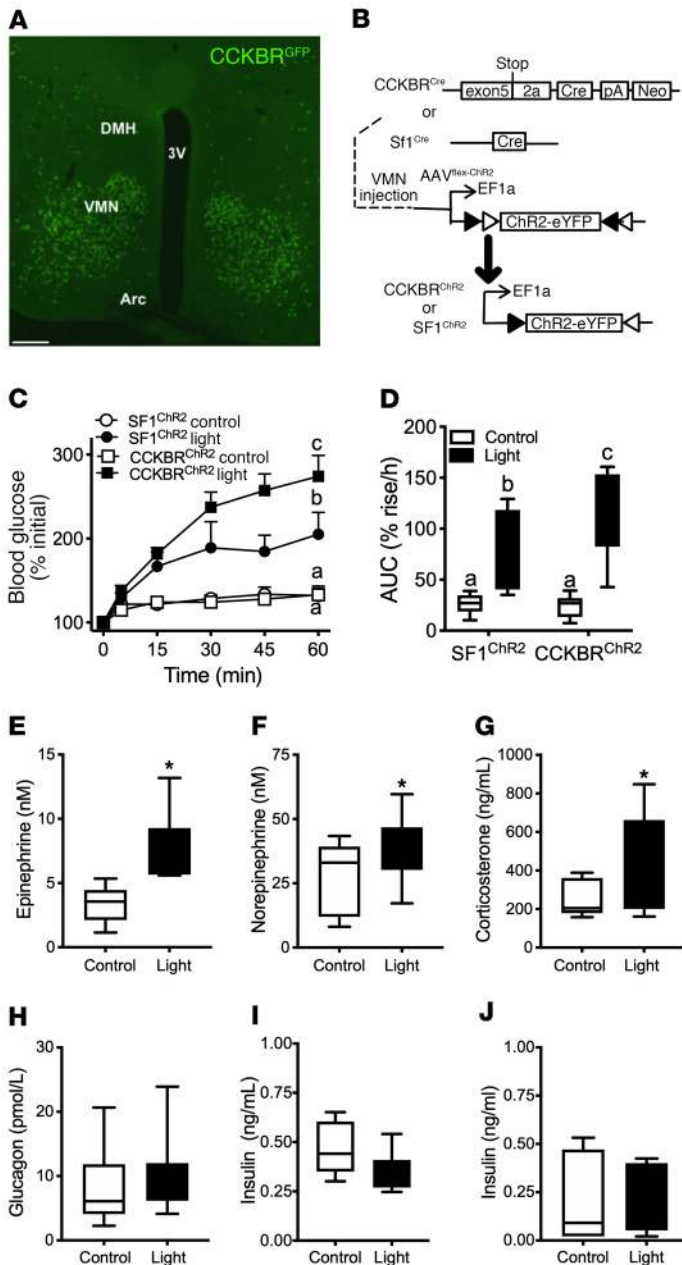 A
CCKBR^GFP
DMH
3V
VMN
Arc
B
Stop
CCKBR^Cre
exon5 2a Cre pA Neo
or
Sf1^Cre
Cre
VMN injection
AAV^flex-ChR2
EF1a
ChR2-eYFP
CCKBR^ChR2
or
SF1^ChR2
EF1a
ChR2-eYFP
C
SF1^ChR2 control
SF1^ChR2 light
CCKBR^ChR2 control
CCKBR^ChR2 light
Blood glucose
(% initial)
300
200
100
c
b
a
a
0 15 30 45 60
Time (min)
D
Control
Light
AUC (% rise/h)
200
150
100
50
0
a b a c
SF1^ChR2 CCKBR^ChR2
E
Epinephrine (nM)
15
10
5
0
*
Control Light
F
Norepinephrine (nM)
75
50
25
0
*
Control Light
G
Corticosterone (ng/mL)
1000
800
600
400
200
0
*
Control Light
H
Glucagon (pmol/L)
30
20
10
0
Control Light
I
Insulin (ng/mL)
1.00
0.75
0.50
0.25
0.00
Control Light
J
Insulin (ng/ml)
1.00
0.75
0.50
0.25
0.00
Control Light